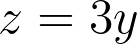 z = 3y